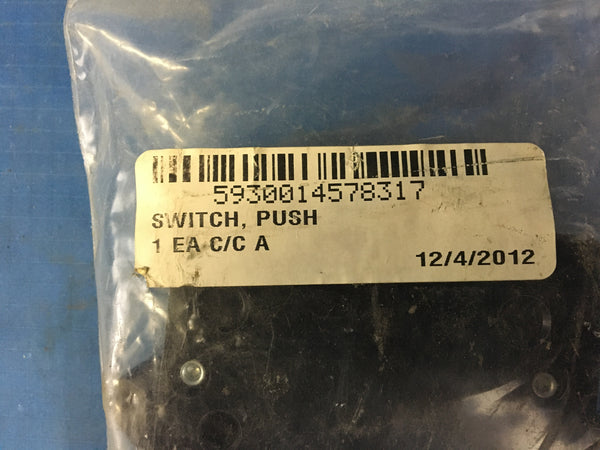 5930014578317
SWITCH, PUSH
1 EA C/C A
12/4/2012